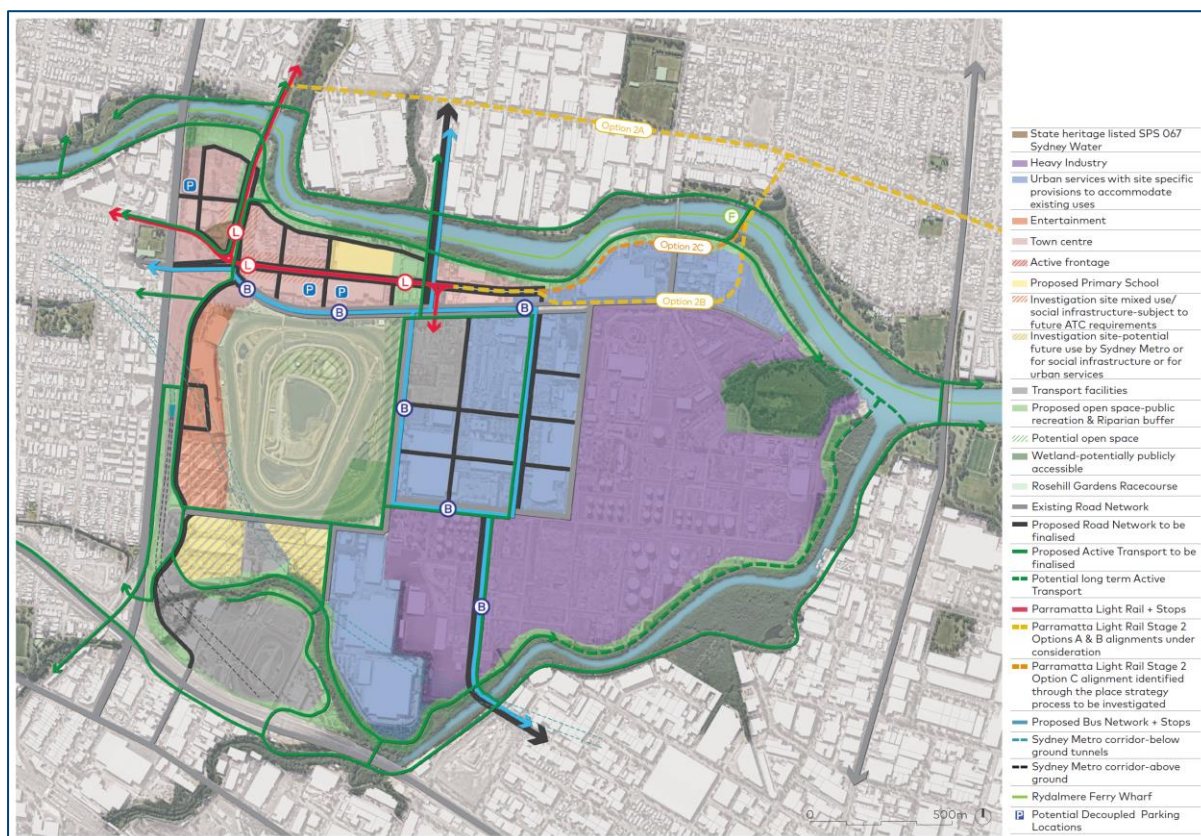 Option 2A
F
P
L
Option 2C
L
L
B
P
P
B
B
Option 2B
B
B
B
0
500m
State heritage listed SPS 067
Sydney Water
Heavy Industry
Urban services with site specific
provisions to accommodate
existing uses
Entertainment
Town centre
Active frontage
Proposed Primary School
Investigation site mixed use/
social infrastructure-subject to
future ATC requirements
Investigation site-potential
future use by Sydney Metro or
for social infrastructure or for
urban services
Transport facilities
Proposed open space-public
recreation & Riparian buffer
Potential open space
Wetland-potentially publicly
accessible
Rosehill Gardens Racecourse
Existing Road Network
Proposed Road Network to be
finalised
Proposed Active Transport to be
finalised
Potential long term Active
Transport
Parramatta Light Rail + Stops
Parramatta Light Rail Stage 2
Options A & B alignments under
consideration
Parramatta Light Rail Stage 2
Option C alignment identified
through the place strategy
process to be investigated
Proposed Bus Network + Stops
Sydney Metro corridor-below
ground tunnels
Sydney Metro corridor-above
ground
Rydalmere Ferry Wharf
P Potential Decoupled Parking
Locations